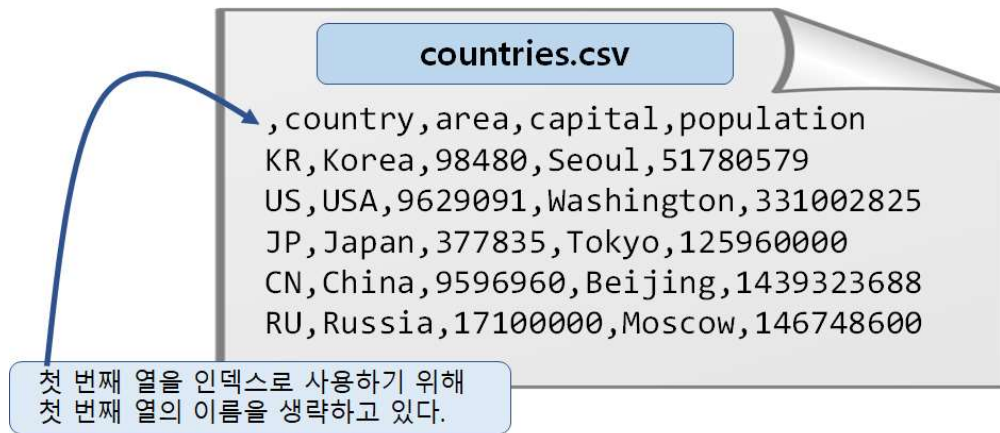 countries.csv
,country,area,capital,population
KR,Korea,98480,Seoul,51780579
US,USA,9629091,Washington,331002825
JP,Japan,377835,Tokyo,125960000
CN,China,9596960,Beijing,1439323688
RU,Russia,17100000,Moscow,146748600
첫 번째 열을 인덱스로 사용하기 위해
첫 번째 열의 이름을 생략하고 있다.